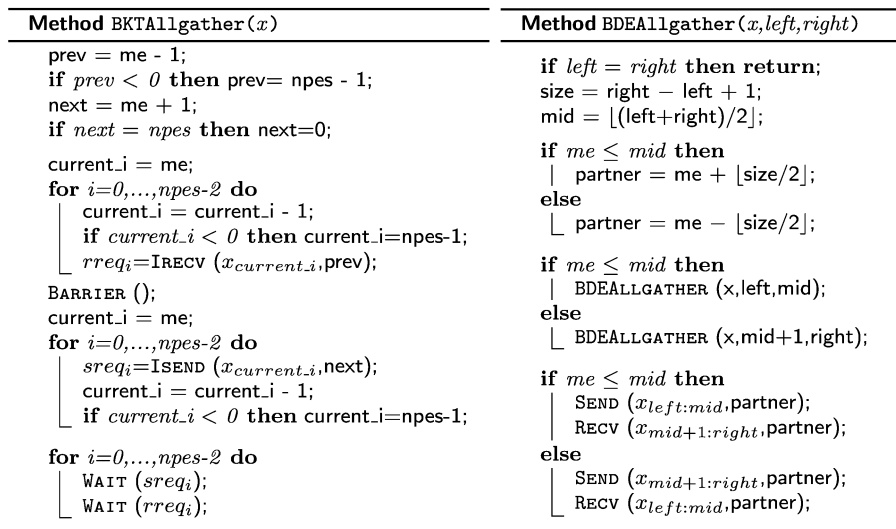 Method BKTAllgather(x)
prev = me - 1;
if prev < 0 then prev= npes - 1;
next = me + 1;
if next = npes then next=0;
current_i = me;
for i=0,...,npes-2 do
current_i = current_i - 1;
if current_i < 0 then current_i=npes-1;
rreq_i=IRECV (x_current_i,prev);
BARRIER ();
current_i = me;
for i=0,...,npes-2 do
sreq_i=ISEND (x_current_i,next);
current_i = current_i - 1;
if current_i < 0 then current_i=npes-1;
for i=0,...,npes-2 do
WAIT (sreq_i);
WAIT (rreq_i);
Method BDEAllgather(x,left,right)
if left = right then return;
size = right − left + 1;
mid = ⌊(left+right)/2⌋;
if me ≤ mid then
partner = me + ⌊size/2⌋;
else
partner = me − ⌊size/2⌋;
if me ≤ mid then
BDEALLGATHER (x,left,mid);
else
BDEALLGATHER (x,mid+1,right);
if me ≤ mid then
SEND (x_left:mid,partner);
RECV (x_mid+1:right,partner);
else
SEND (x_mid+1:right,partner);
RECV (x_left:mid,partner);